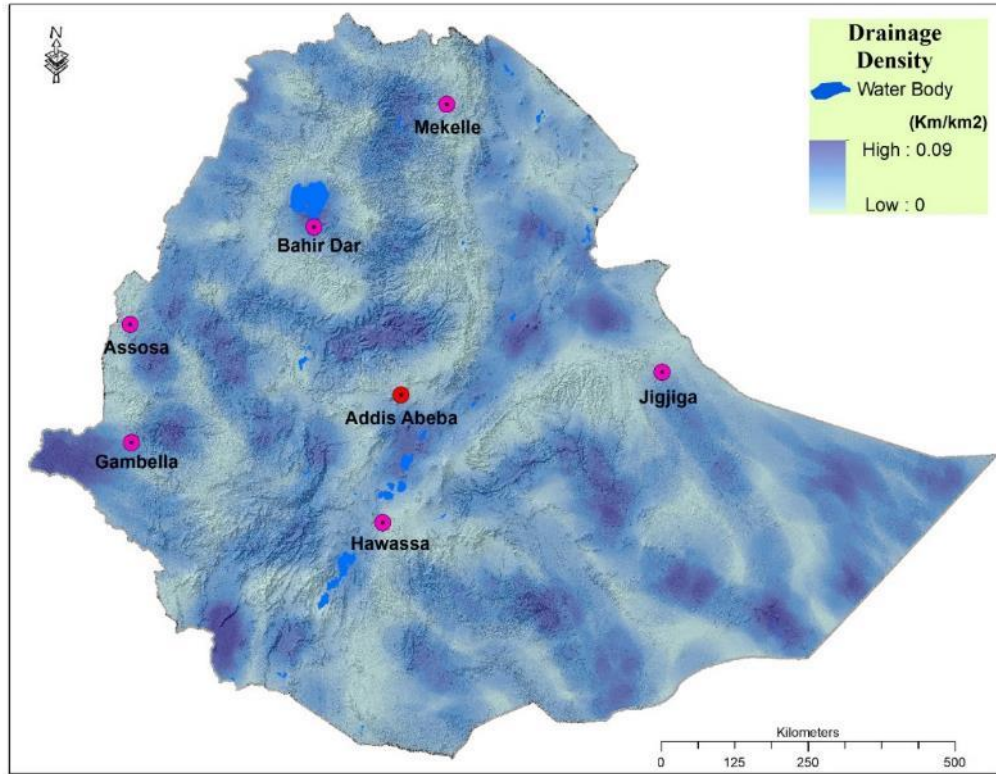 N
Drainage
Density
Water Body
(Km/km2)
High : 0.09
Low : 0
Mekelle
Bahir Dar
Assosa
Addis Abeba
Jigjiga
Gambella
Hawassa
Kilometers
0 125 250 500